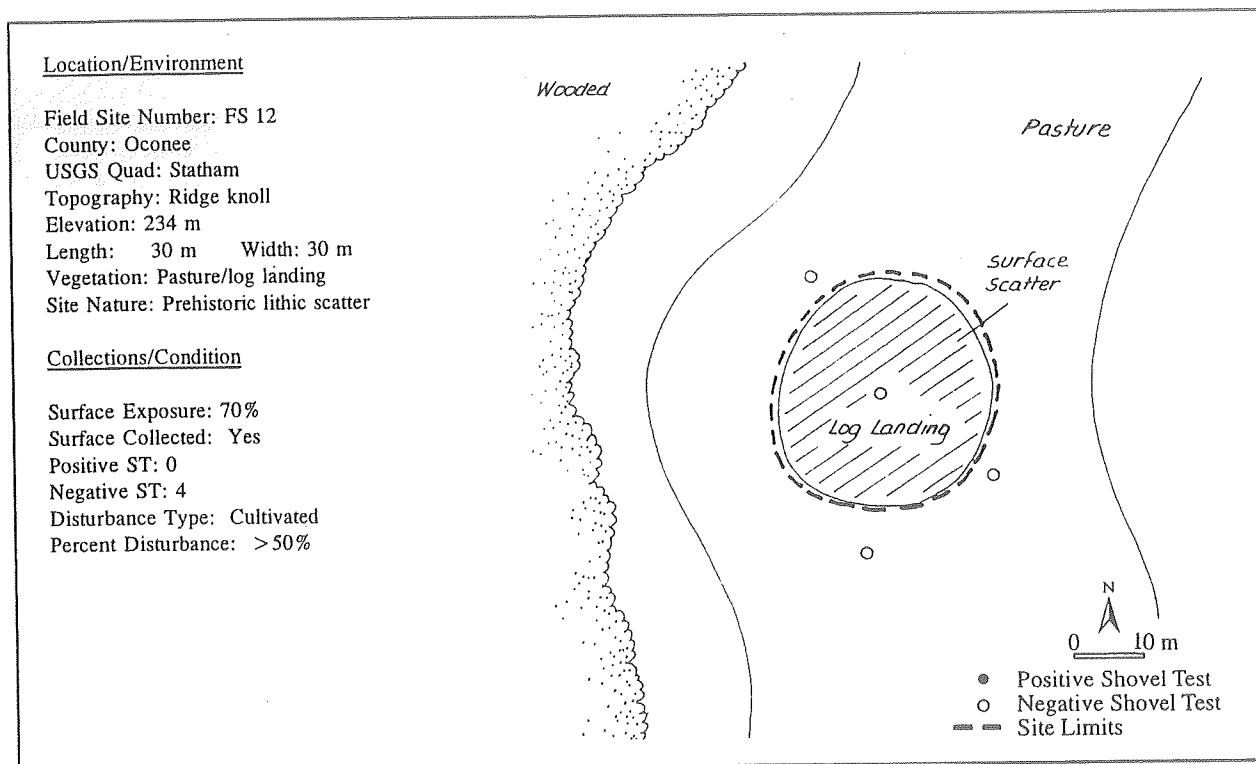 Location/Environment
Field Site Number: FS 12
County: Oconee
USGS Quad: Statham
Topography: Ridge knoll
Elevation: 234 m
Length: 30 m Width: 30 m
Vegetation: Pasture/log landing
Site Nature: Prehistoric lithic scatter
Collections/Condition
Surface Exposure: 70%
Surface Collected: Yes
Positive ST: 0
Negative ST: 4
Disturbance Type: Cultivated
Percent Disturbance: >50%
Wooded
Pasture
Surface
Scatter
Log Landing
N
0 10 m
Positive Shovel Test
Negative Shovel Test
Site Limits